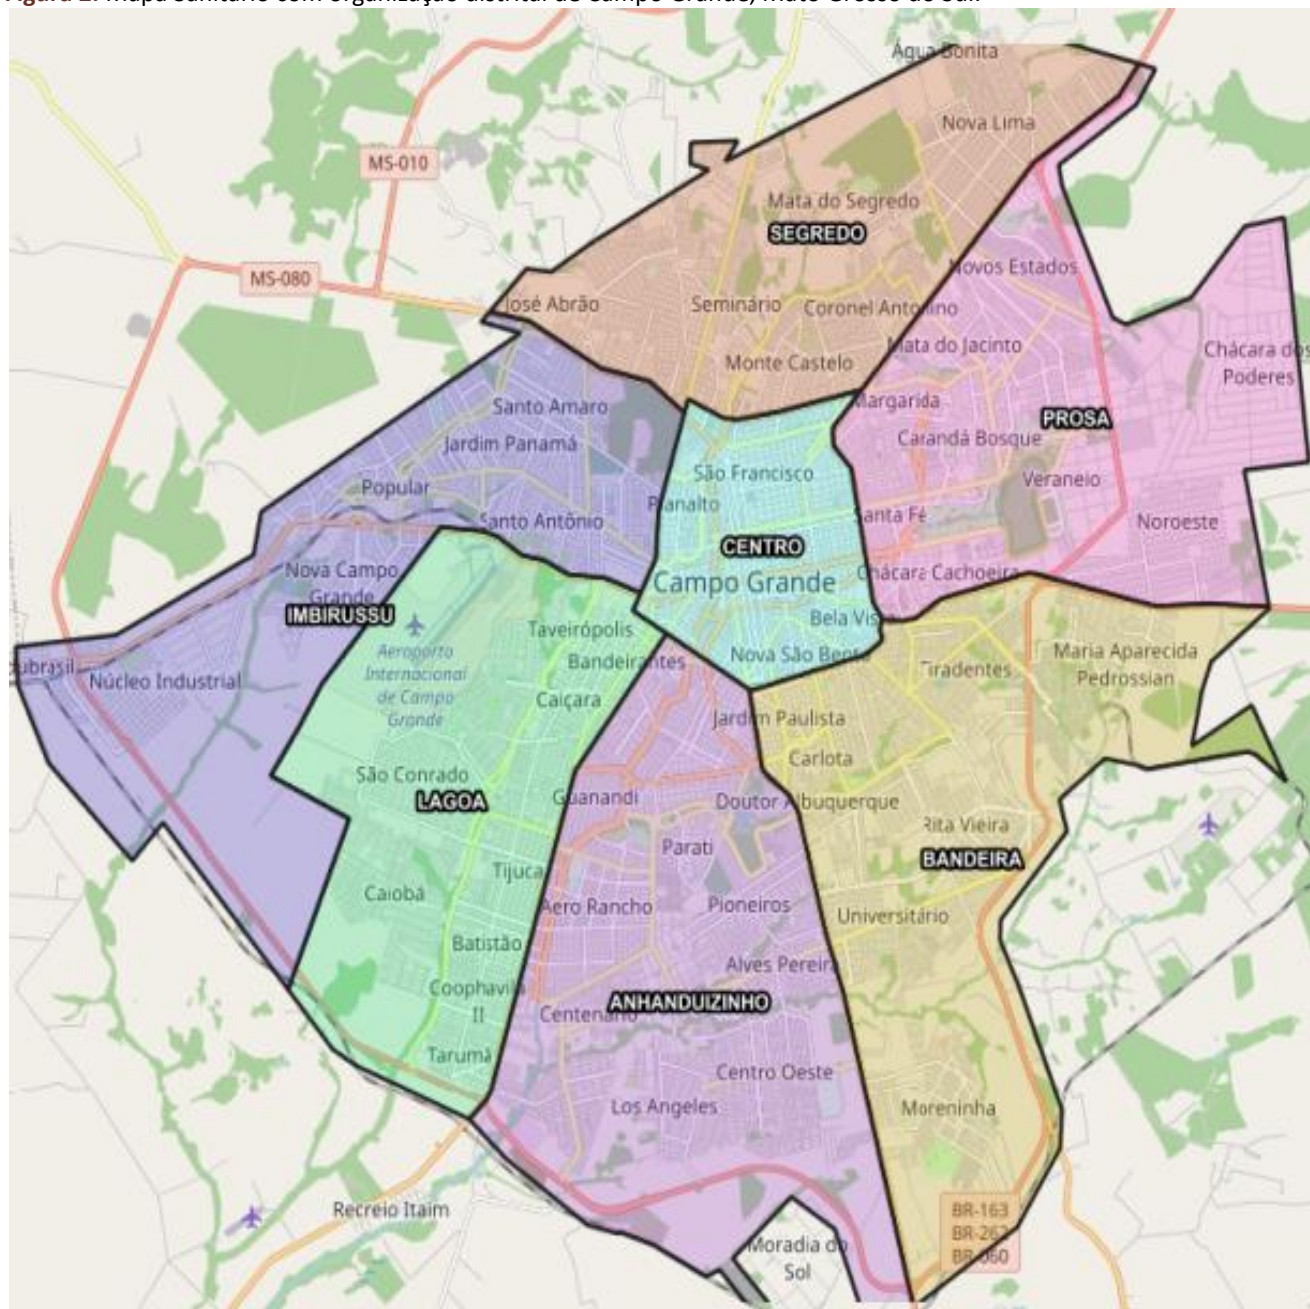 Figura 2. Mapa sanitário com organização distrital de Campo Grande, Mato Grosso do Sul.
Água Bonita
Nova Lima
MS-010
Mata do Segredo
SEGREDO
Novos Estados
MS-080
José Abrão
Seminário
Coronel Antonino
Mata do Jacinto
Chácara dos
Poderes
Monte Castelo
Santo Amaro
Margarida
PROSA
Jardim Panamá
Carandá Bosque
São Francisco
Veraneio
Popular
Planalto
Santo Antônio
Santa Fé
Noroeste
CENTRO
Nova Campo
Grande
Campo Grande
Chácara Cachoeira
IMBIRUSSU
Bela Vista
Taveirópolis
Aeroporto
Internacional
de Campo
Grande
Bandeirantes
Nova São Bento
Tiradentes
Maria Aparecida
Pedrossian
ubrasil
Núcleo Industrial
Caiçara
Jardim Paulista
Carlota
São Conrado
LAGOA
Guanandi
Doutor Albuquerque
Rita Vieira
Parati
BANDEIRA
Tijuca
Caiobá
Aero Rancho
Pioneiros
Universitário
Batistão
Alves Pereira
Coophavila
II
ANHANDUIZINHO
Centenário
Tarumã
Centro Oeste
Los Angeles
Moreninha
Recreio Itaim
BR-163
BR-262
BR-060
Moradia do
Sol